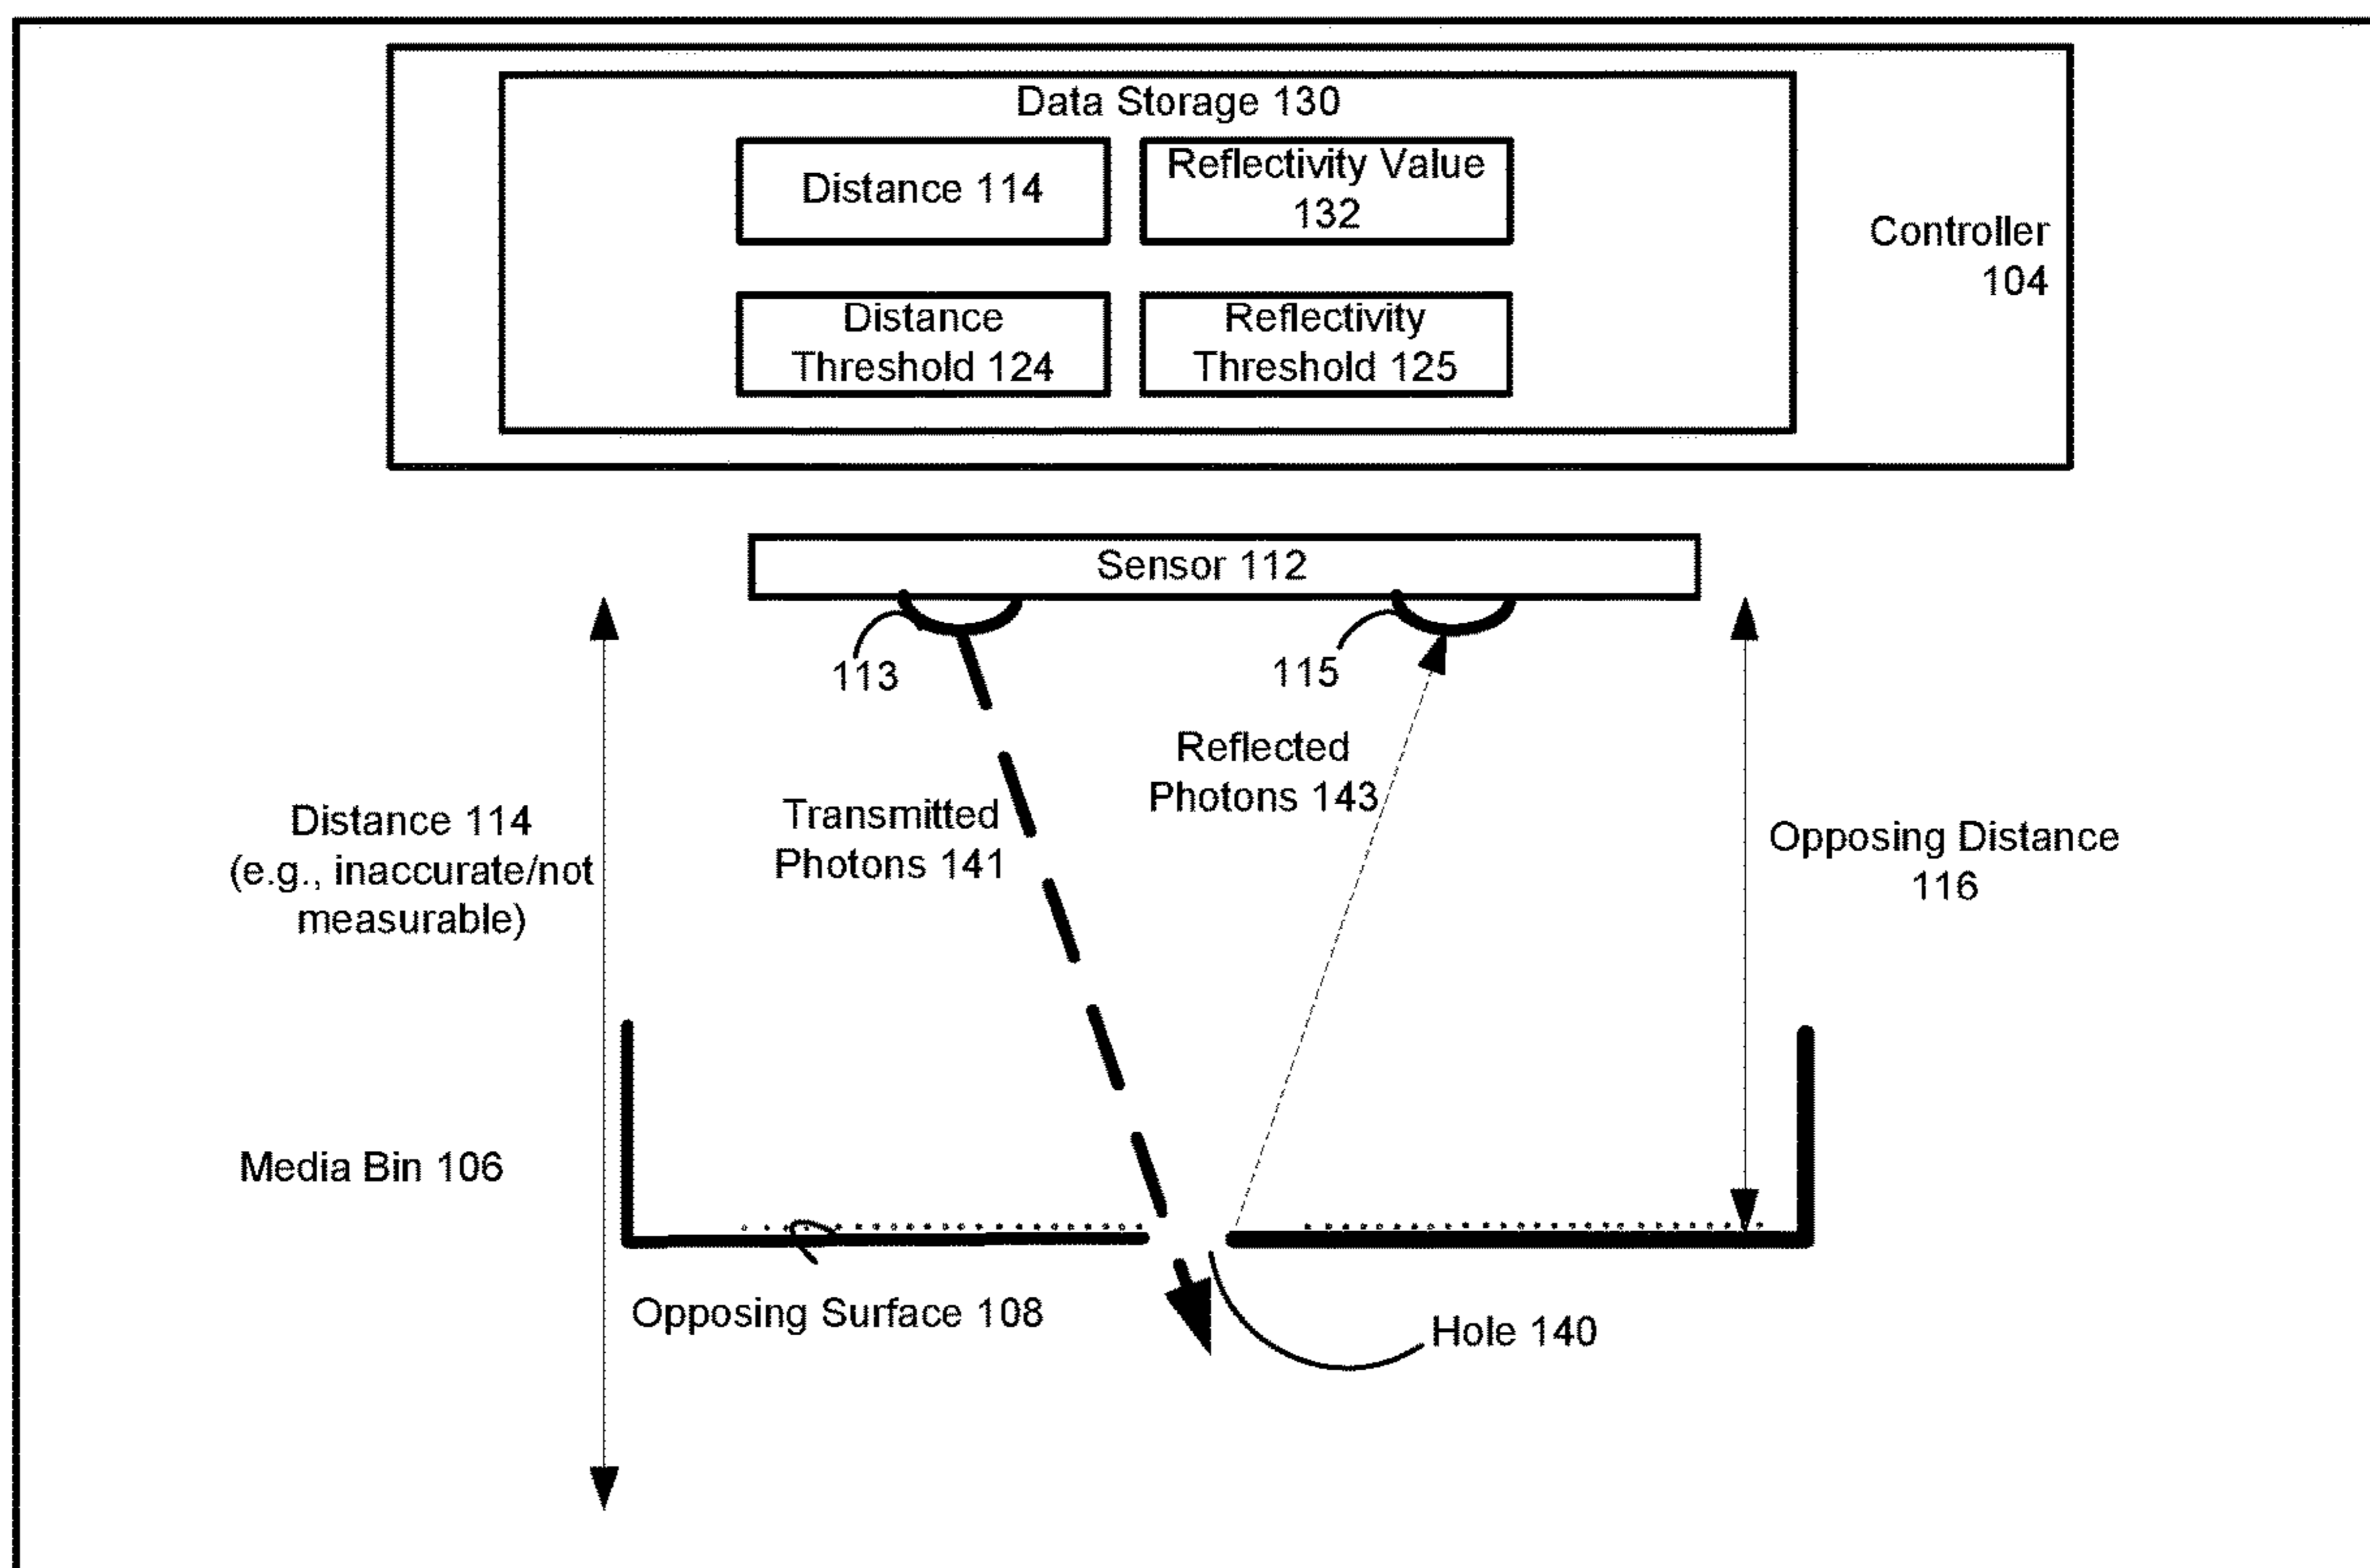 Data Storage 130
Distance 114
Reflectivity Value
132
Distance
Threshold 124
Reflectivity
Threshold 125
Controller
104
Sensor 112
113
115
Reflected
Photons 143
Transmitted
Photons 141
Distance 114
(e.g., inaccurate/not
measurable)
Opposing Distance
116
Media Bin 106
Opposing Surface 108
Hole 140